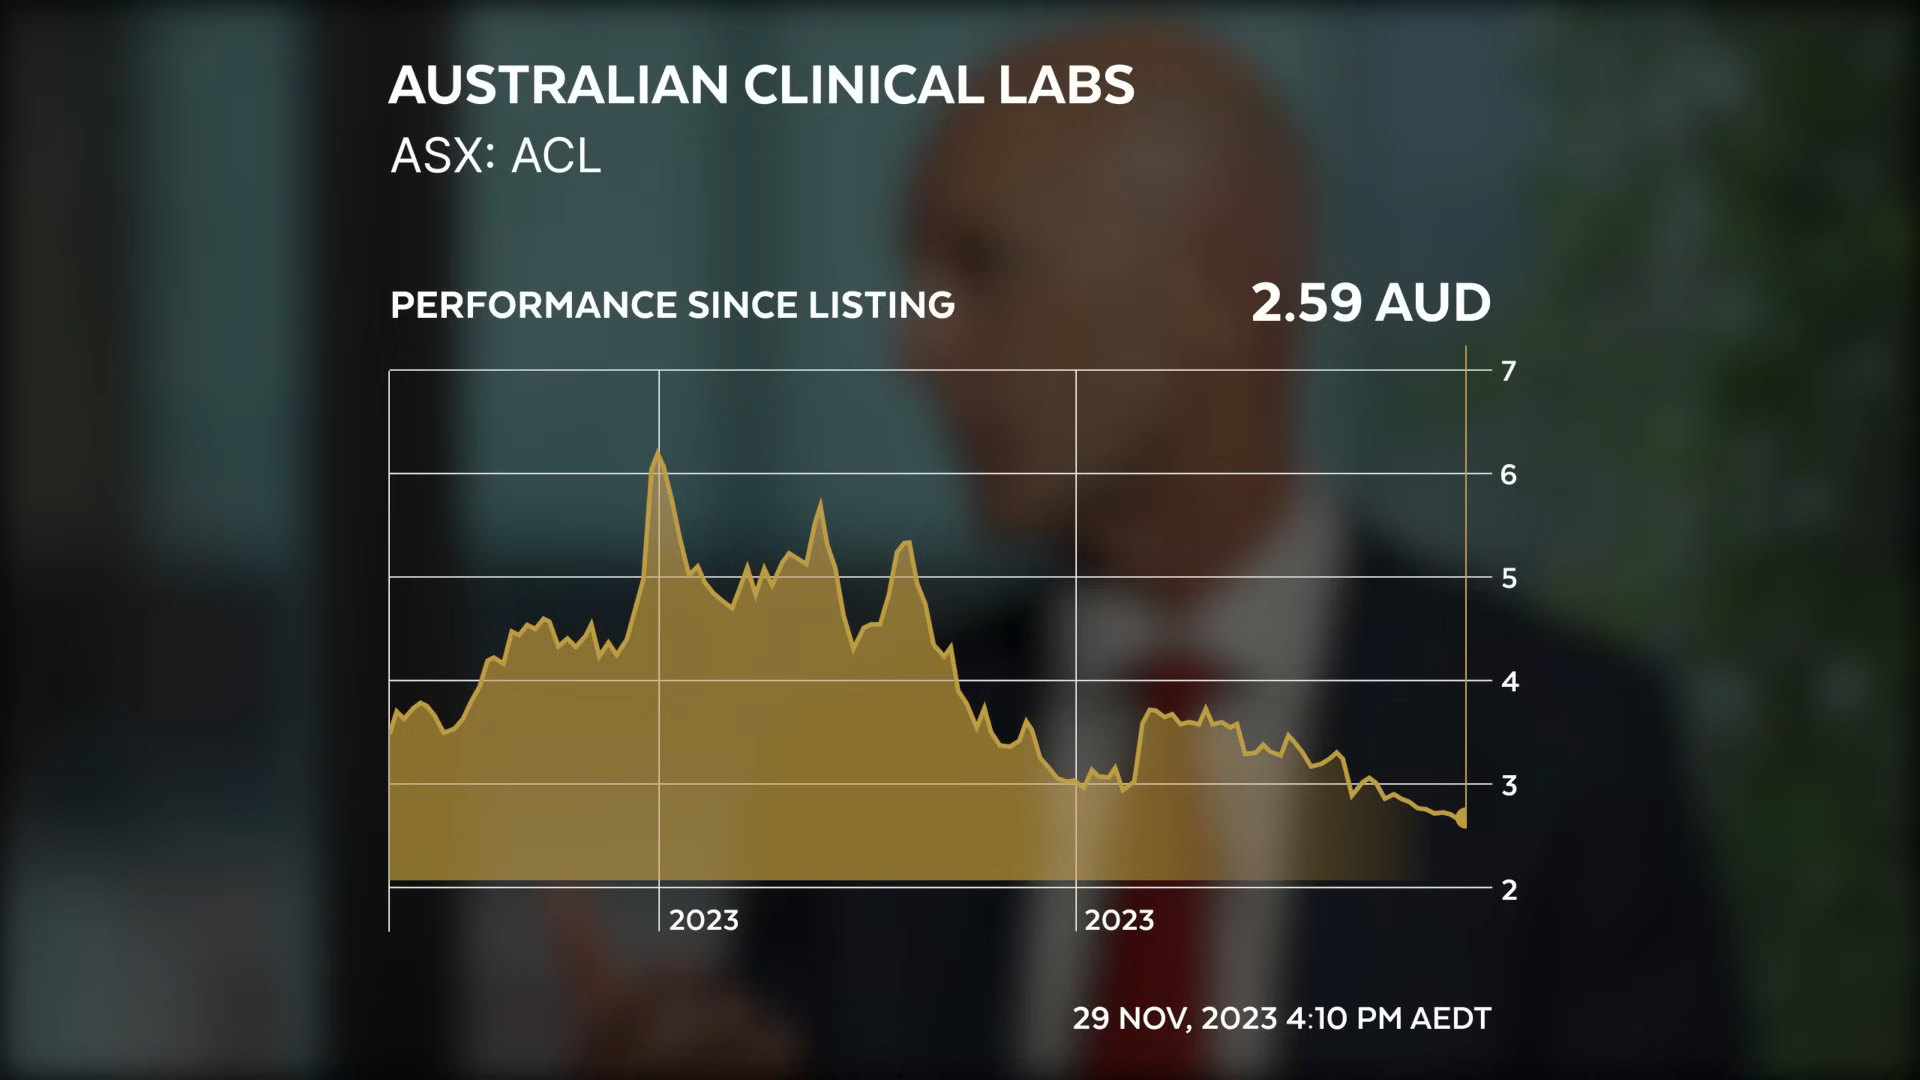 AUSTRALIAN CLINICAL LABS
ASX: ACL
PERFORMANCE SINCE LISTING
2.59 AUD
7
6
5
4
3
2
2023
2023
29 NOV, 2023 4:10 PM AEDT